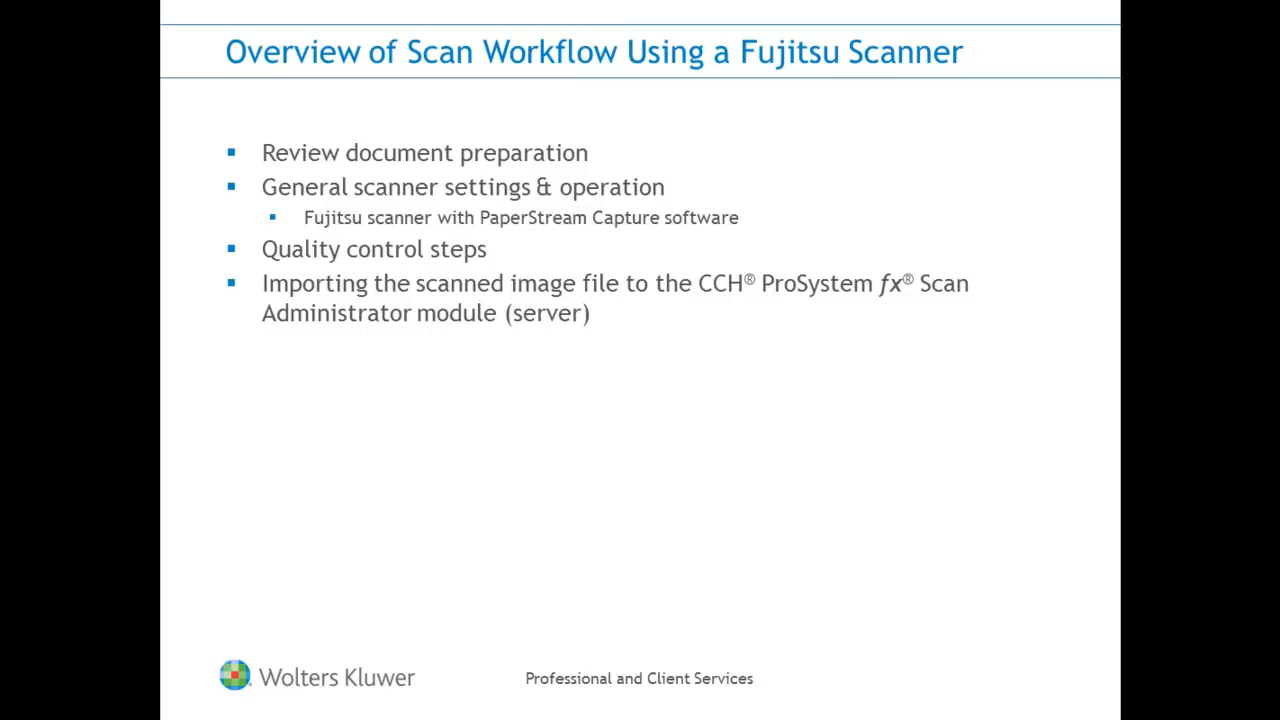 Overview of Scan Workflow Using a Fujitsu Scanner
▪ Review document preparation
▪ General scanner settings & operation
▪ Fujitsu scanner with PaperStream Capture software
▪ Quality control steps
▪ Importing the scanned image file to the CCH® ProSystem fx® Scan
Administrator module (server)
Wolters Kluwer
Professional and Client Services